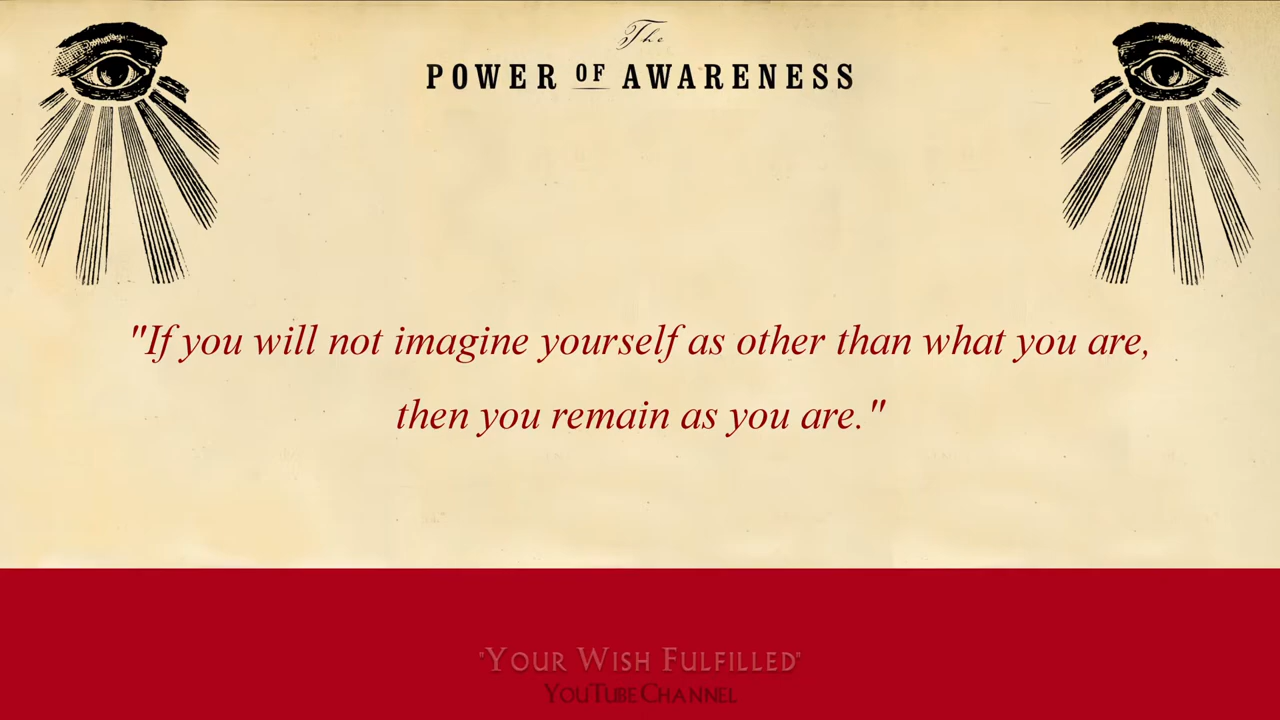 The
POWER OF AWARENESS
"If you will not imagine yourself as other than what you are,
then you remain as you are."
"YOUR WISH FULFILLED"
YOUTUBE CHANNEL